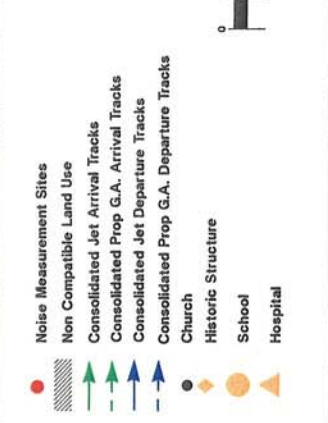 Noise Measurement Sites
Non Compatible Land Use
Consolidated Jet Arrival Tracks
Consolidated Prop G.A. Arrival Tracks
Consolidated Jet Departure Tracks
Consolidated Prop G.A. Departure Tracks
Church
Historic Structure
School
Hospital
0